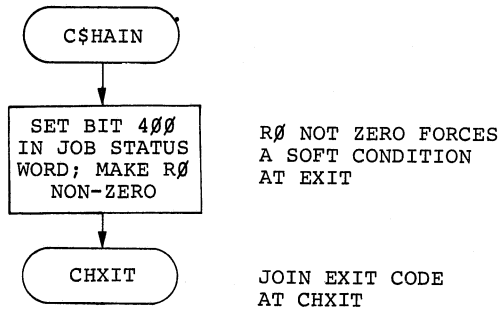 C$HAIN
SET BIT 4ØØ
IN JOB STATUS
WORD; MAKE RØ
NON-ZERO
RØ NOT ZERO FORCES
A SOFT CONDITION
AT EXIT
CHXIT
JOIN EXIT CODE
AT CHXIT